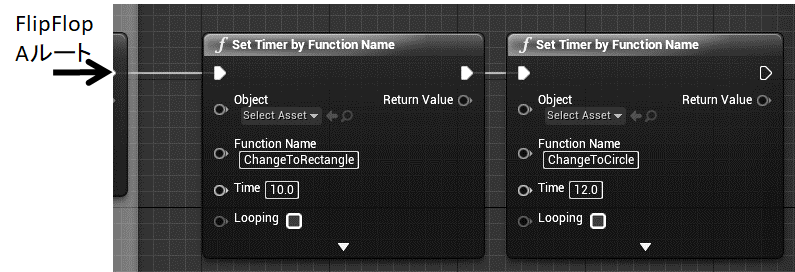 FlipFlop
Aルート
Set Timer by Function Name
Object
Select Asset
Return Value
Function Name
ChangeToRectangle
Time 10.0
Looping
Set Timer by Function Name
Object
Select Asset
Return Value
Function Name
ChangeToCircle
Time 12.0
Looping